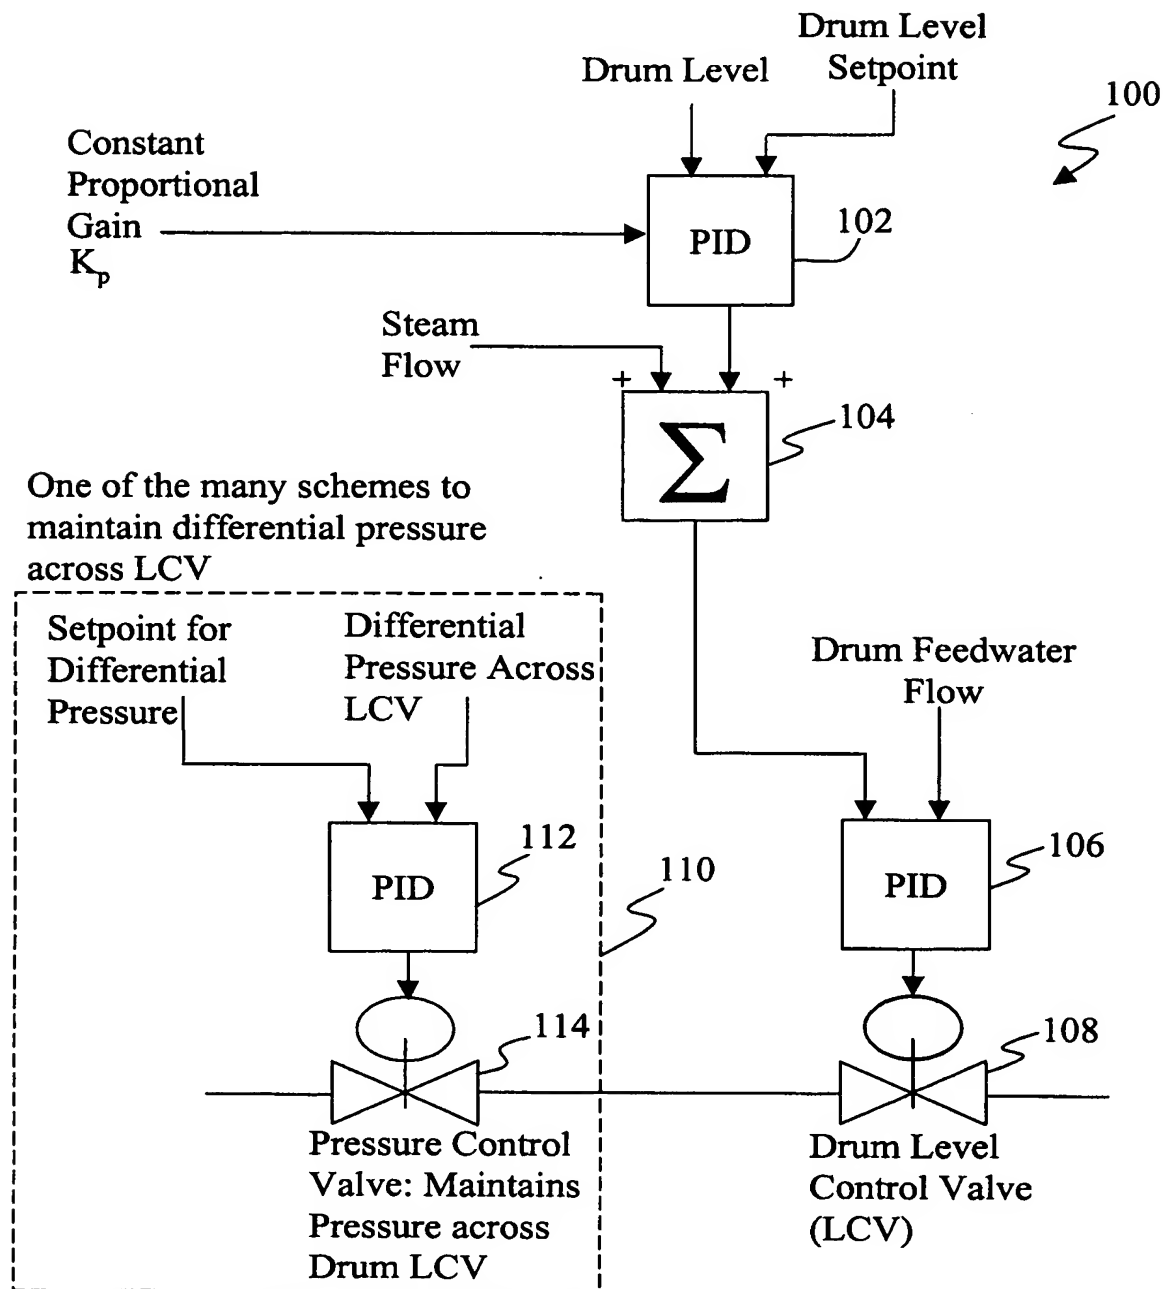 Drum Level
Setpoint
Drum Level
100
Constant
Proportional
Gain
Kp
PID
102
Steam
Flow
+
+
104
Σ
One of the many schemes to
maintain differential pressure
across LCV
Setpoint for
Differential
Pressure
Differential
Pressure Across
LCV
Drum Feedwater
Flow
112
PID
110
106
PID
114
108
Pressure Control
Valve: Maintains
Pressure across
Drum LCV
Drum Level
Control Valve
(LCV)